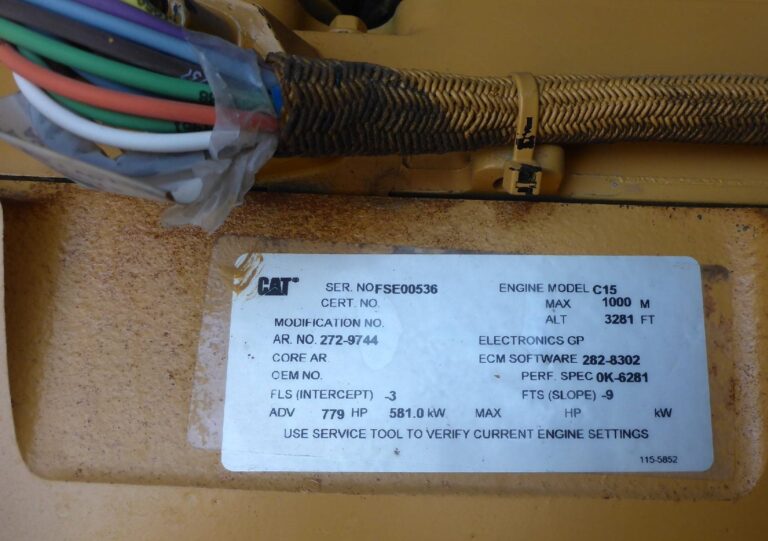 CAT SER. NO FSE00536 ENGINE MODEL C15
CERT. NO. MAX 1000 M
MODIFICATION NO. ALT 3281 FT
AR. NO. 272-9744 ELECTRONICS GP
CORE AR. ECM SOFTWARE 282-8302
OEM NO. PERF. SPEC 0K-6281
FLS (INTERCEPT) -3 FTS (SLOPE) -9
ADV 779 HP 581.0 kW MAX HP kW
USE SERVICE TOOL TO VERIFY CURRENT ENGINE SETTINGS
115-5852